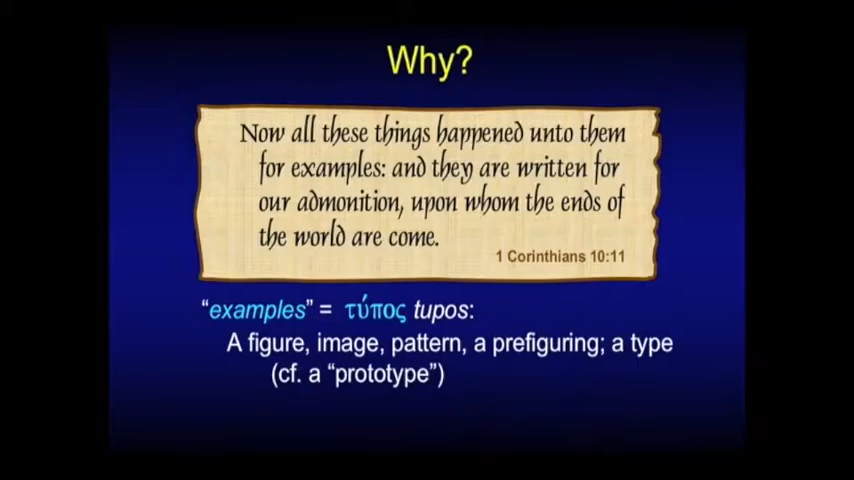 Why?
Now all these things happened unto them
for examples: and they are written for
our admonition, upon whom the ends of
the world are come.
1 Corinthians 10:11
“examples” = τύπος tupos:
A figure, image, pattern, a prefiguring; a type
(cf. a “prototype”)